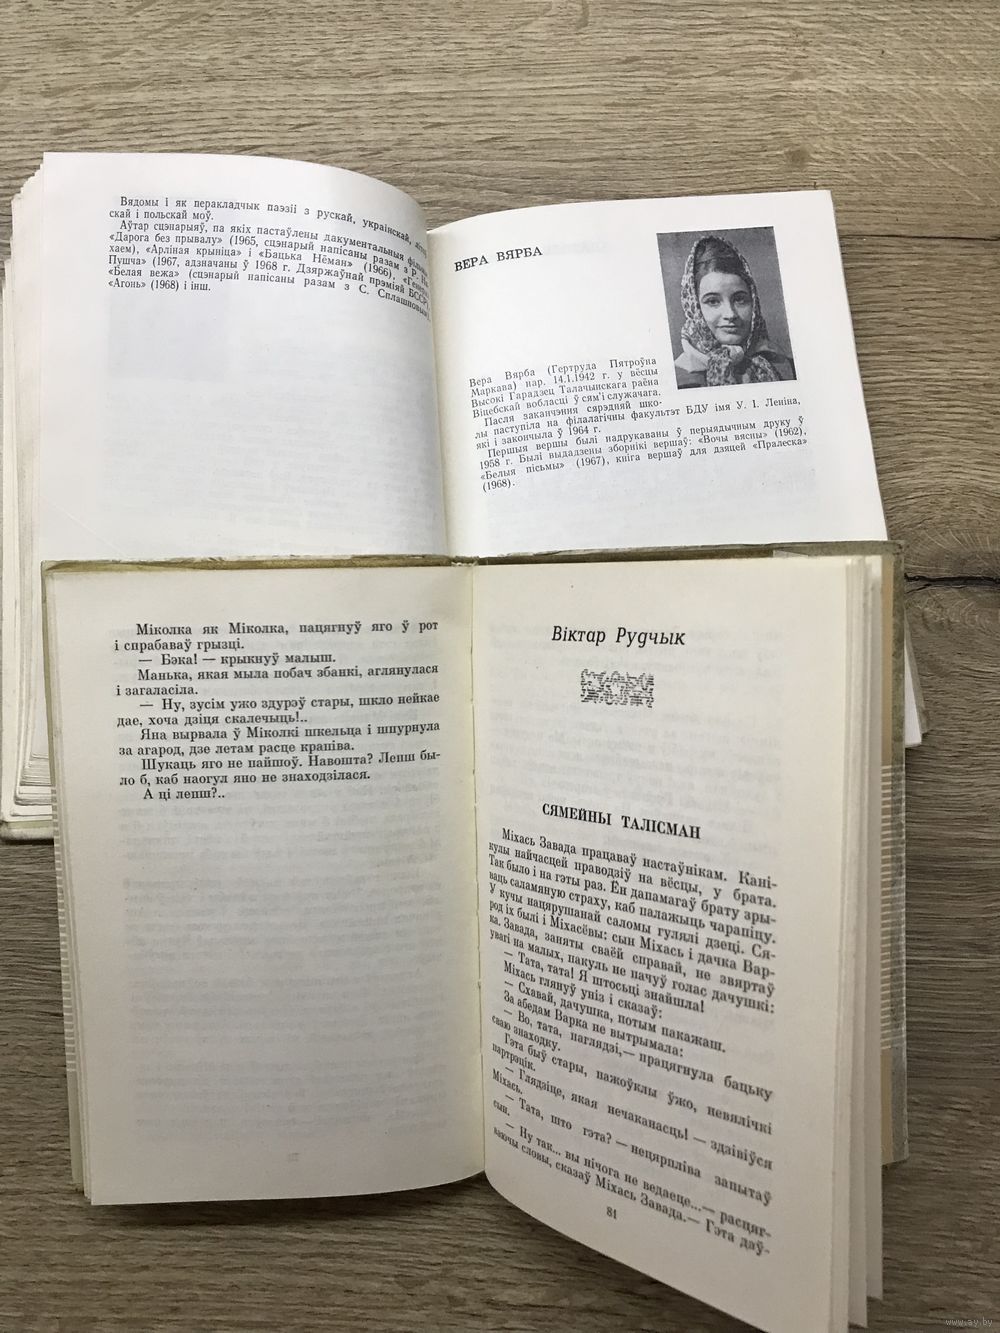 Вядомы і як перакладчык паэзіі з рускай, украінскай,
скай і польскай моў.
Аўтар сцэнарыяў, па якіх пастаўлены дакументальныя
«Дарога без прывалу» (1965, сцэнарый напісаны разам з Р.
хаем), «Арліная крыніца» і «Бацька Нёман» (1966),
Пушча» (1967, адзначаны ў 1968 г. Дзяржаўнай прэміяй БССР),
«Белая вежа» (сцэнарый напісаны разам з С.
«Агонь» (1968) і інш.
ВЕРА ВЯРБА
Вера Вярба (Гертруда Пятроўна
Маркава) нар. 14.1.1942 г. у вёсцы
Высокі Гарадзец Талачынскага раёна
Віцебскай вобласці ў сям'і служачага.
Пасля заканчэння сярэдняй шко-
лы паступіла на філалагічны факультэт БДУ імя У. І. Леніна,
які і закончыла ў 1964 г.
Першыя вершы былі надрукаваны ў перыядычным друку ў
1958 г. Былі выдадзены зборнікі вершаў: «Вочы вясны» (1962),
«Белыя пісьмы» (1967), кніга вершаў для дзяцей «Пралеска»
(1968).
Міколка як Міколка, пацягнуў яго ў рот
і спрабаваў грызці.
— Бэка! — крыкнуў малыш.
Манька, якая мыла побач збанкі, аглянулася
і загаласіла.
— Ну, зусім ужо здурэў стары, шкло нейкае
дае, хоча дзіця скалечыць!..
Яна вырвала ў Міколкі шкельца і шпурнула
за агарод, дзе летам расце крапіва.
Шукаць яго не пайшоў. Навошта? Лепш бы-
ло б, каб наогул яно не знаходзілася.
А ці лепш?..
Віктар Рудчык
СЯМЕЙНЫ ТАЛІСМАН
Міхась Завада працаваў настаўнікам. Кані-
кулы найчасцей праводзіў на вёсцы, у брата.
Так было і на гэты раз. Ён дапамагаў брату зры-
ваць саламяную страху, каб палажыць чарапіцу.
У кучы нацярушанай саломы гулялі дзеці. Ся-
род іх былі і Міхасёвы: сын Міхась і дачка Вар-
ка. Завада, заняты сваёй справай, не звяртаў
увагі на малых, пакуль не пачуў голас дачушкі:
— Тата, тата! Я штосьці знайшла!
Міхась глянуў уніз і сказаў:
— Схавай, дачушка, потым пакажаш.
За абедам Варка не вытрымала:
— Во, тата, паглядзі,— працягнула бацьку
сваю знаходку.
Гэта быў стары, пажоўклы ўжо, невялічкі
партрэцік.
— Глядзіце, якая нечаканасць! — здзівіўся
Міхась.
— Тата, што гэта? — нецярпліва запытаў
сын.
— Ну так... вы нічога не ведаеце...— расцяг-
ваючы словы, сказаў Міхась Завада.— Гэта даў-
81
www.ay.by